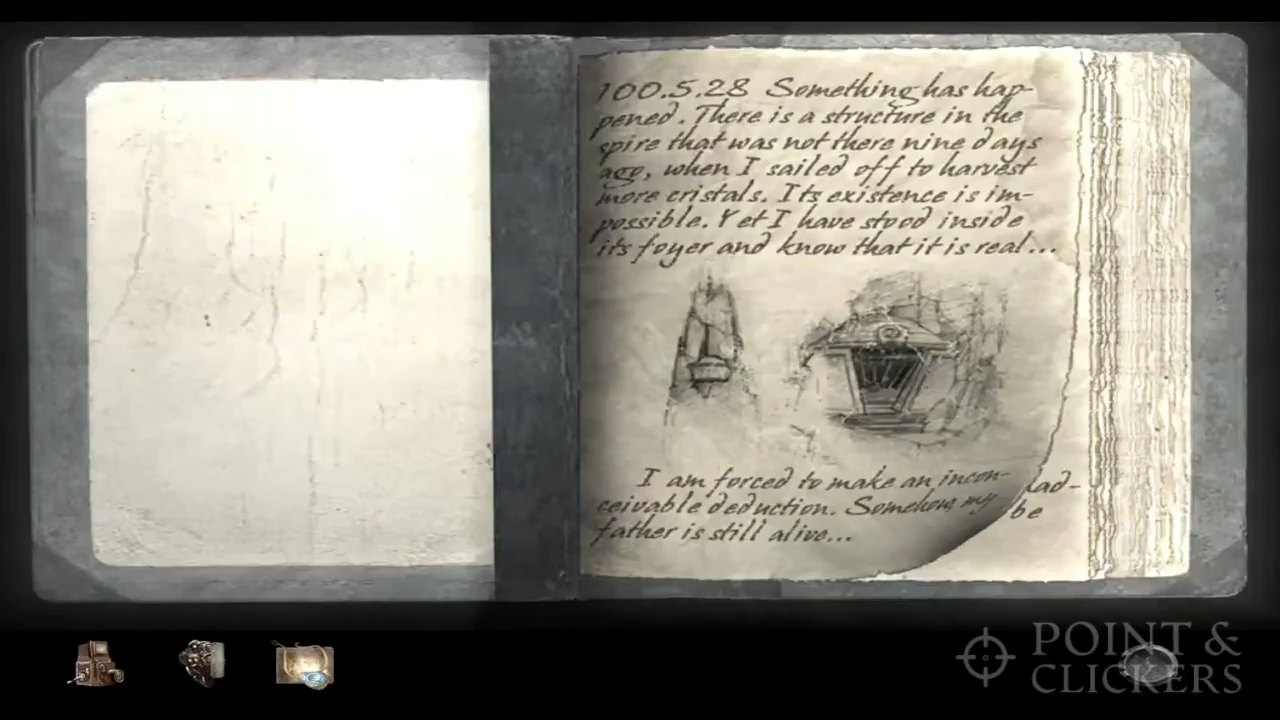 100.5.28 Something has hap-
pened. There is a structure in the
spire that was not there nine days
ago, when I sailed off to harvest
more cristals. Its existence is im-
possible. Yet I have stood inside
its foyer and know that it is real...
I am forced to make an incon-
ceivable deduction. Somehow my
father is still alive...
be
POINT &
CLICKERS